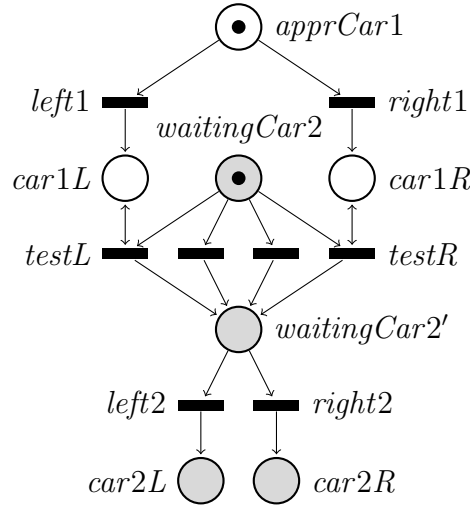 apprCar1
left1
right1
waitingCar2
car1L
car1R
testL
testR
waitingCar2′
left2
right2
car2L
car2R